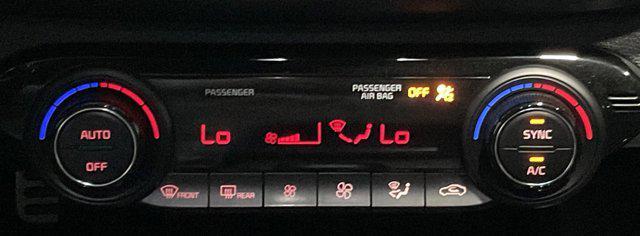 PASSENGER
PASSENGER AIR BAG OFF
AUTO
OFF
Lo
Lo
SYNC
A/C
FRONT
REAR